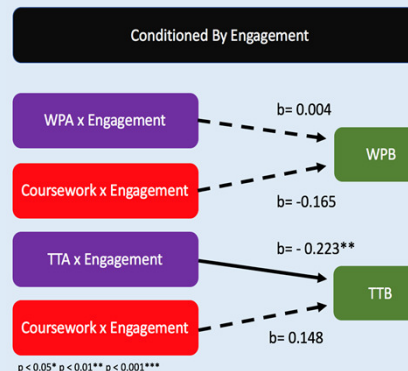 Conditioned By Engagement
WPA x Engagement
b= 0.004
WPB
Coursework x Engagement
b= -0.165
TTA x Engagement
b= - 0.223**
TTB
Coursework x Engagement
b= 0.148
p < 0.05* p < 0.01** p < 0.001***